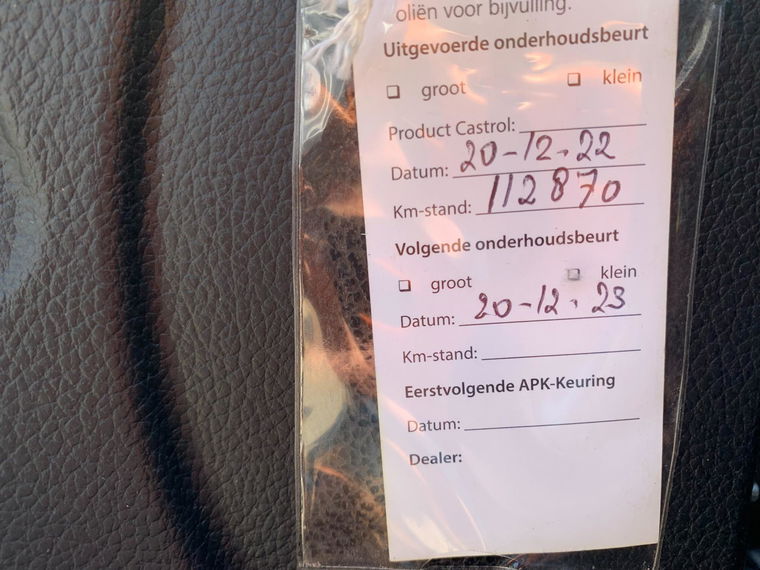 oliën voor bijvulling.
Uitgevoerde onderhoudsbeurt
groot klein
Product Castrol:
Datum: 20-12-22
Km-stand: 112870
Volgende onderhoudsbeurt
groot klein
Datum: 20-12-23
Km-stand:
Eerstvolgende APK-Keuring
Datum:
Dealer: